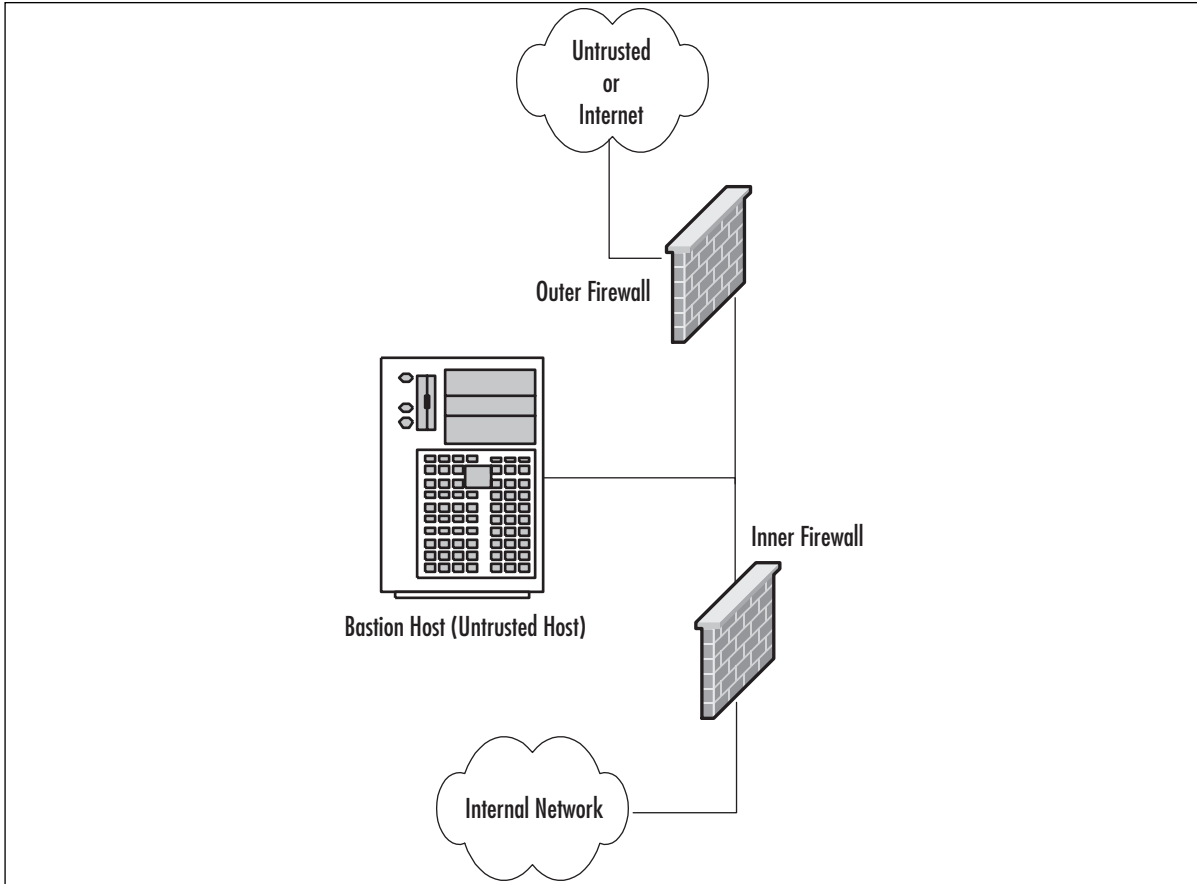 Untrusted
or
Internet
Outer Firewall
Inner Firewall
Bastion Host (Untrusted Host)
Internal Network